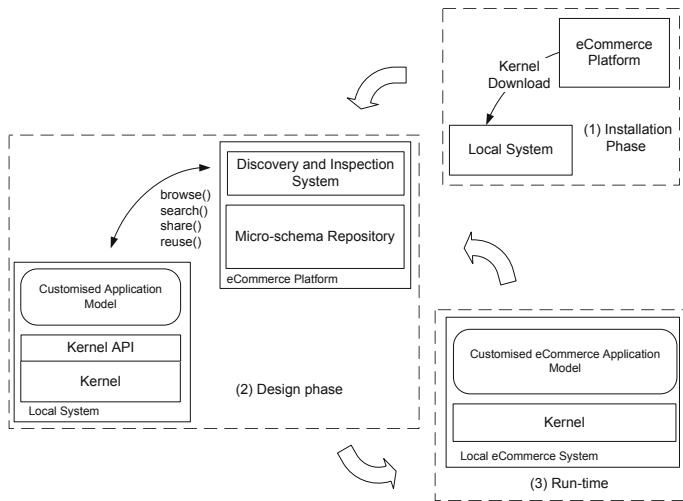 eCommerce
Platform
Kernel
Download
(1) Installation
Phase
Local System
Discovery and Inspection
System
browse()
search()
share()
reuse()
Micro-schema Repository
eCommerce Platform
Customised Application
Model
Kernel API
Kernel
Local System
(2) Design phase
Customised eCommerce Application
Model
Kernel
Local eCommerce System
(3) Run-time